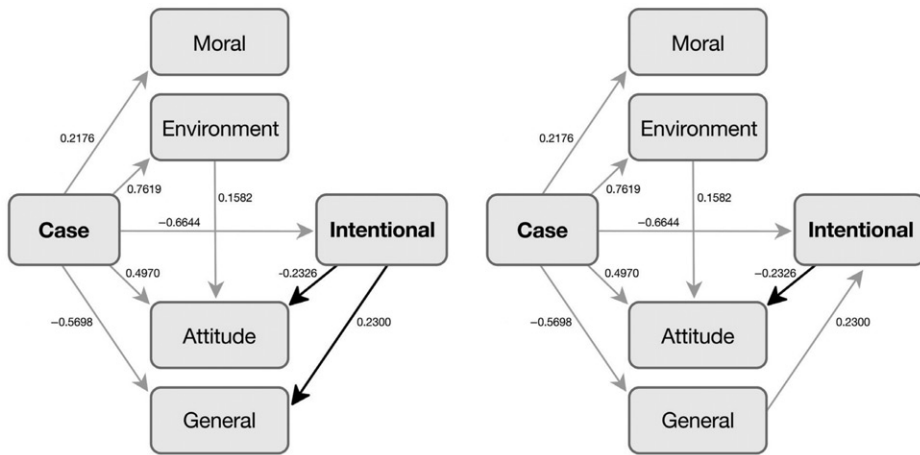 Moral
Environment
0.2176
0.7619
0.1582
Case
−0.6644
Intentional
0.4970
-0.2326
−0.5698
Attitude
0.2300
General
Moral
Environment
0.2176
0.7619
0.1582
Case
−0.6644
Intentional
0.4970
-0.2326
−0.5698
Attitude
0.2300
General